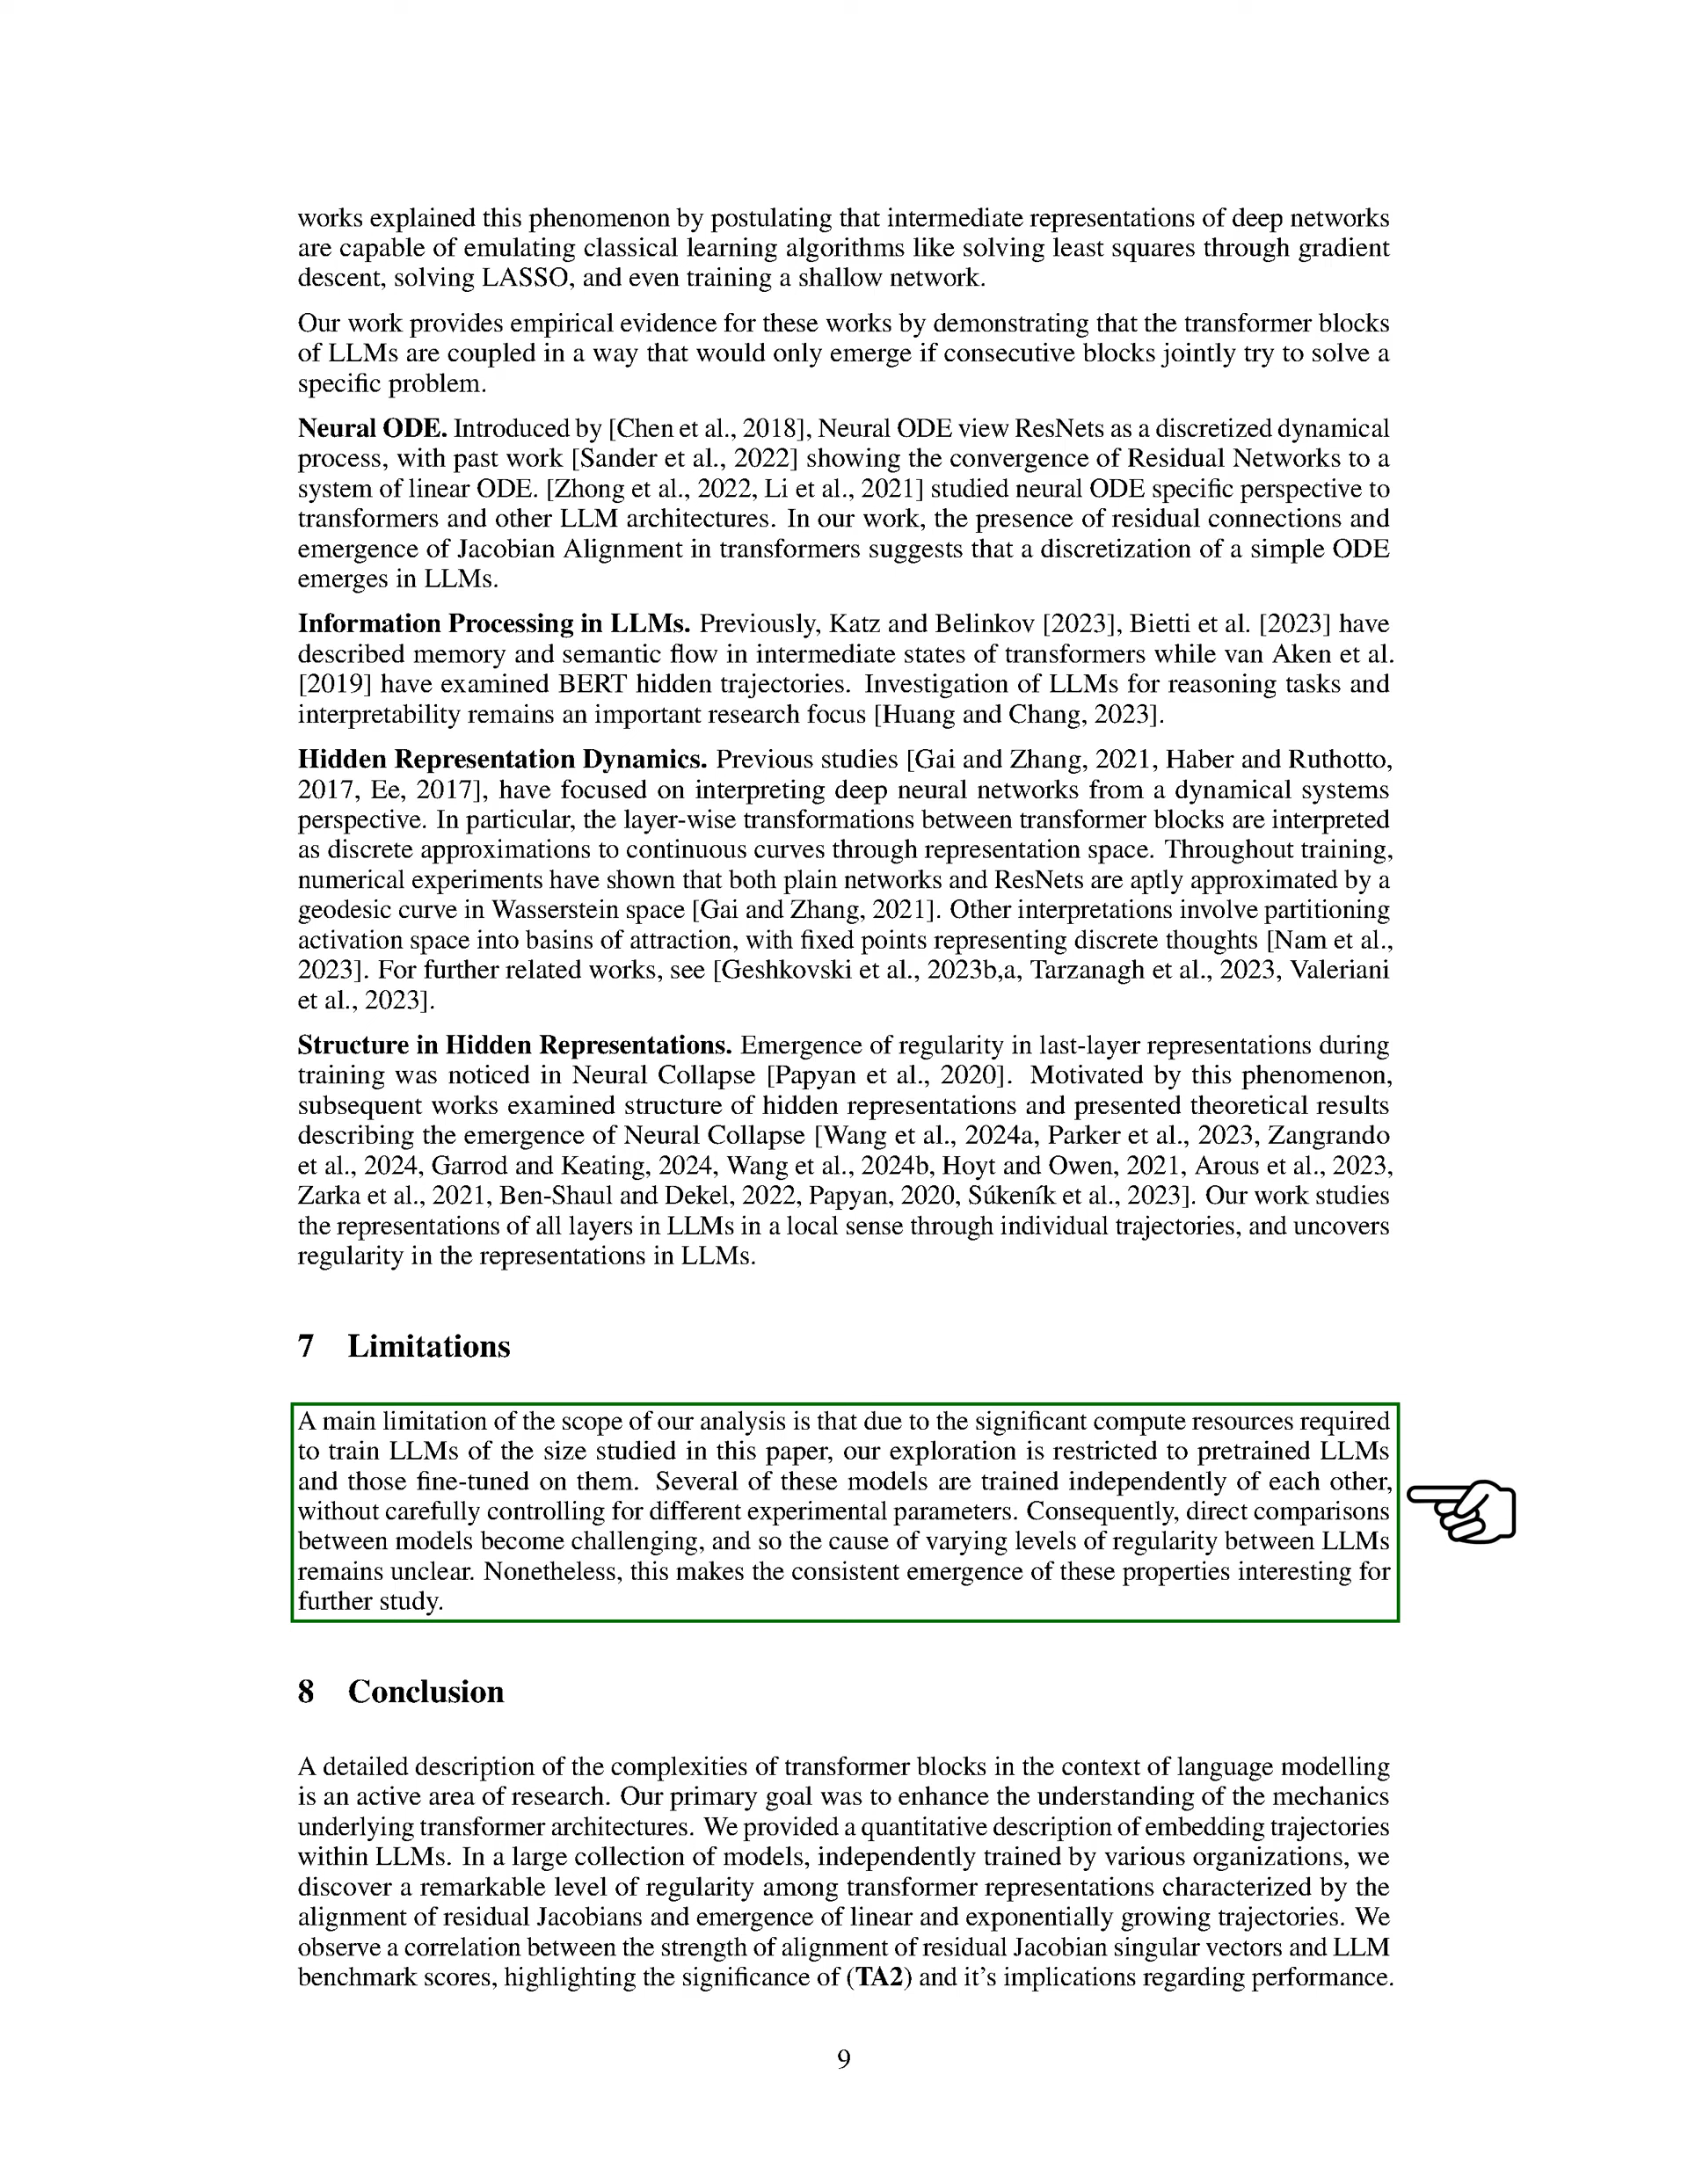 works explained this phenomenon by postulating that intermediate representations of deep networks
are capable of emulating classical learning algorithms like solving least squares through gradient
descent, solving LASSO, and even training a shallow network.
Our work provides empirical evidence for these works by demonstrating that the transformer blocks
of LLMs are coupled in a way that would only emerge if consecutive blocks jointly try to solve a
specific problem.
Neural ODE. Introduced by [Chen et al., 2018], Neural ODE view ResNets as a discretized dynamical
process, with past work [Sander et al., 2022] showing the convergence of Residual Networks to a
system of linear ODE. [Zhong et al., 2022, Li et al., 2021] studied neural ODE specific perspective to
transformers and other LLM architectures. In our work, the presence of residual connections and
emergence of Jacobian Alignment in transformers suggests that a discretization of a simple ODE
emerges in LLMs.
Information Processing in LLMs. Previously, Katz and Belinkov [2023], Bietti et al. [2023] have
described memory and semantic flow in intermediate states of transformers while van Aken et al.
[2019] have examined BERT hidden trajectories. Investigation of LLMs for reasoning tasks and
interpretability remains an important research focus [Huang and Chang, 2023].
Hidden Representation Dynamics. Previous studies [Gai and Zhang, 2021, Haber and Ruthotto,
2017, Ee, 2017], have focused on interpreting deep neural networks from a dynamical systems
perspective. In particular, the layer-wise transformations between transformer blocks are interpreted
as discrete approximations to continuous curves through representation space. Throughout training,
numerical experiments have shown that both plain networks and ResNets are aptly approximated by a
geodesic curve in Wasserstein space [Gai and Zhang, 2021]. Other interpretations involve partitioning
activation space into basins of attraction, with fixed points representing discrete thoughts [Nam et al.,
2023]. For further related works, see [Geshkovski et al., 2023b,a, Tarzanagh et al., 2023, Valeriani
et al., 2023].
Structure in Hidden Representations. Emergence of regularity in last-layer representations during
training was noticed in Neural Collapse [Papyan et al., 2020]. Motivated by this phenomenon,
subsequent works examined structure of hidden representations and presented theoretical results
describing the emergence of Neural Collapse [Wang et al., 2024a, Parker et al., 2023, Zangrando
et al., 2024, Garrod and Keating, 2024, Wang et al., 2024b, Hoyt and Owen, 2021, Arous et al., 2023,
Zarka et al., 2021, Ben-Shaul and Dekel, 2022, Papyan, 2020, Súkeník et al., 2023]. Our work studies
the representations of all layers in LLMs in a local sense through individual trajectories, and uncovers
regularity in the representations in LLMs.
7 Limitations
A main limitation of the scope of our analysis is that due to the significant compute resources required
to train LLMs of the size studied in this paper, our exploration is restricted to pretrained LLMs
and those fine-tuned on them. Several of these models are trained independently of each other,
without carefully controlling for different experimental parameters. Consequently, direct comparisons
between models become challenging, and so the cause of varying levels of regularity between LLMs
remains unclear. Nonetheless, this makes the consistent emergence of these properties interesting for
further study.
8 Conclusion
A detailed description of the complexities of transformer blocks in the context of language modelling
is an active area of research. Our primary goal was to enhance the understanding of the mechanics
underlying transformer architectures. We provided a quantitative description of embedding trajectories
within LLMs. In a large collection of models, independently trained by various organizations, we
discover a remarkable level of regularity among transformer representations characterized by the
alignment of residual Jacobians and emergence of linear and exponentially growing trajectories. We
observe a correlation between the strength of alignment of residual Jacobian singular vectors and LLM
benchmark scores, highlighting the significance of (TA2) and it's implications regarding performance.
9